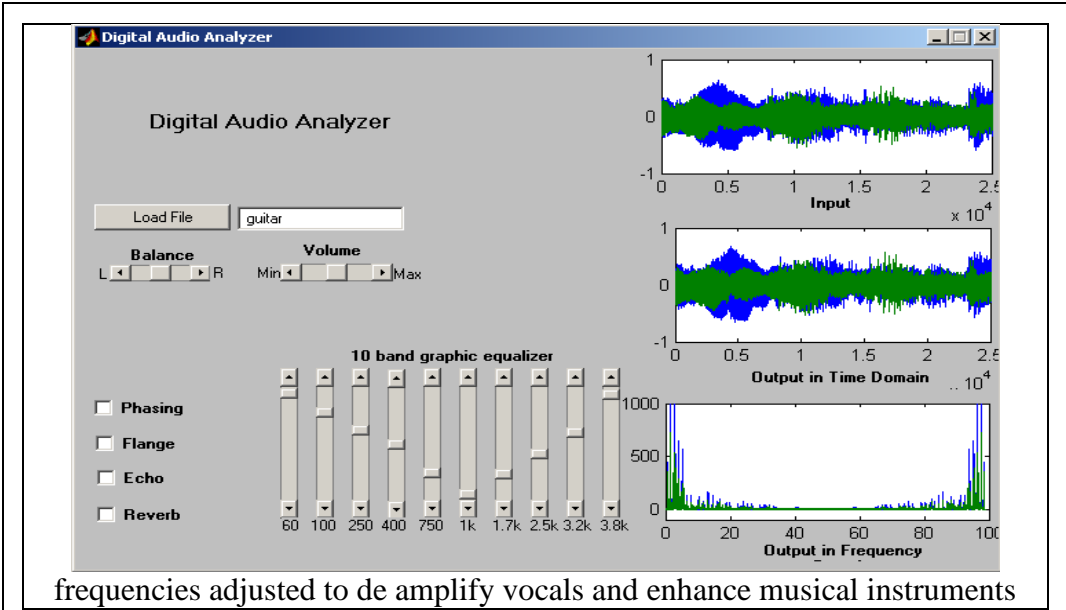 Digital Audio Analyzer
Digital Audio Analyzer
Load File guitar
Balance Volume
L R Min Max
10 band graphic equalizer
Phasing
Flange
Echo
Reverb
60 100 250 400 750 1k 1.7k 2.5k 3.2k 3.8k
1
0
-1
0 0.5 1 1.5 2 2.5
Input
x 10^4
1
0
-1
0 0.5 1 1.5 2 2.5
Output in Time Domain .. 10^4
1000
500
0
0 20 40 60 80 100
Output in Frequency
frequencies adjusted to de amplify vocals and enhance musical instruments